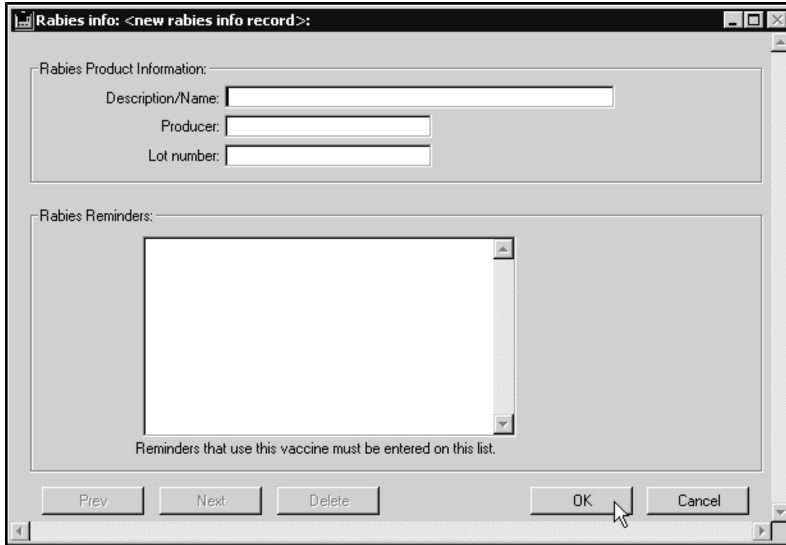 Rabies info: <new rabies info record>:
Rabies Product Information:
Description/Name:
Producer:
Lot number:
Rabies Reminders:
Reminders that use this vaccine must be entered on this list.
Prev Next Delete OK Cancel